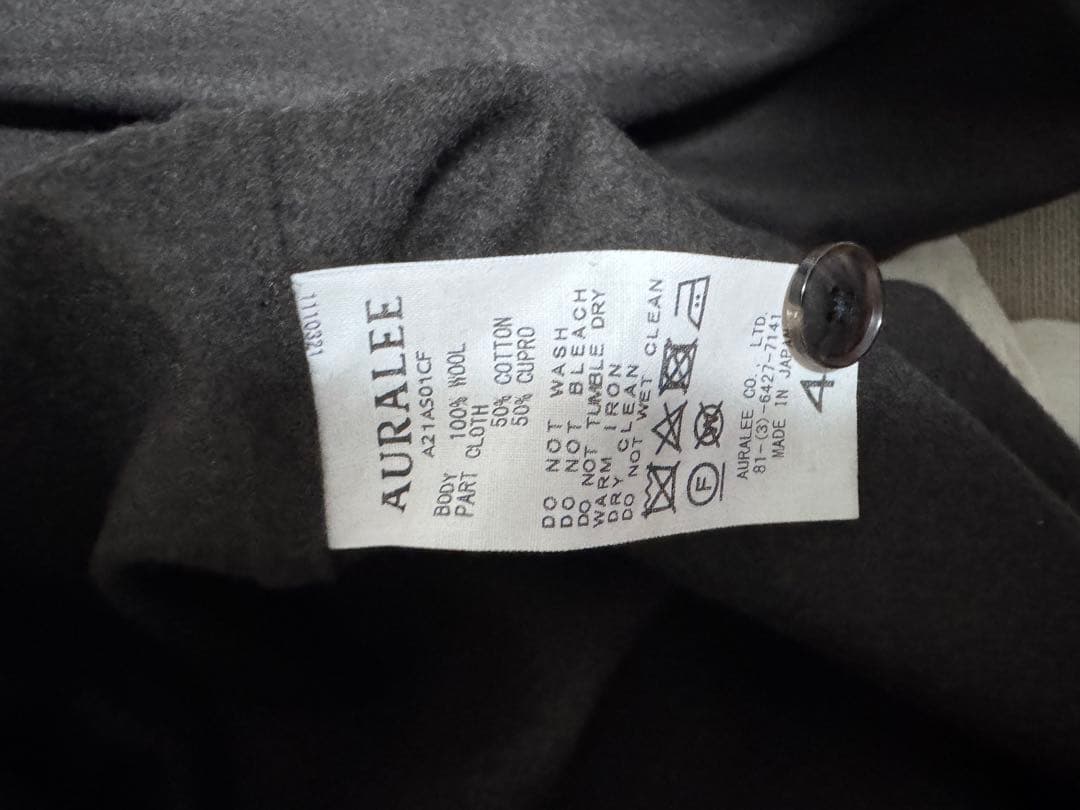 1110321
AURALEE
A21AS01CF
BODY 100% WOOL
PART CLOTH
50% COTTON
50% CUPRO
DO NOT WASH
DO NOT BLEACH
DO NOT TUMBLE DRY
WARM IRON
DRY CLEAN
DO NOT WET CLEAN
F
W
AURALEE CO., LTD.
81-(3)-6427-7141
MADE IN JAPAN
4